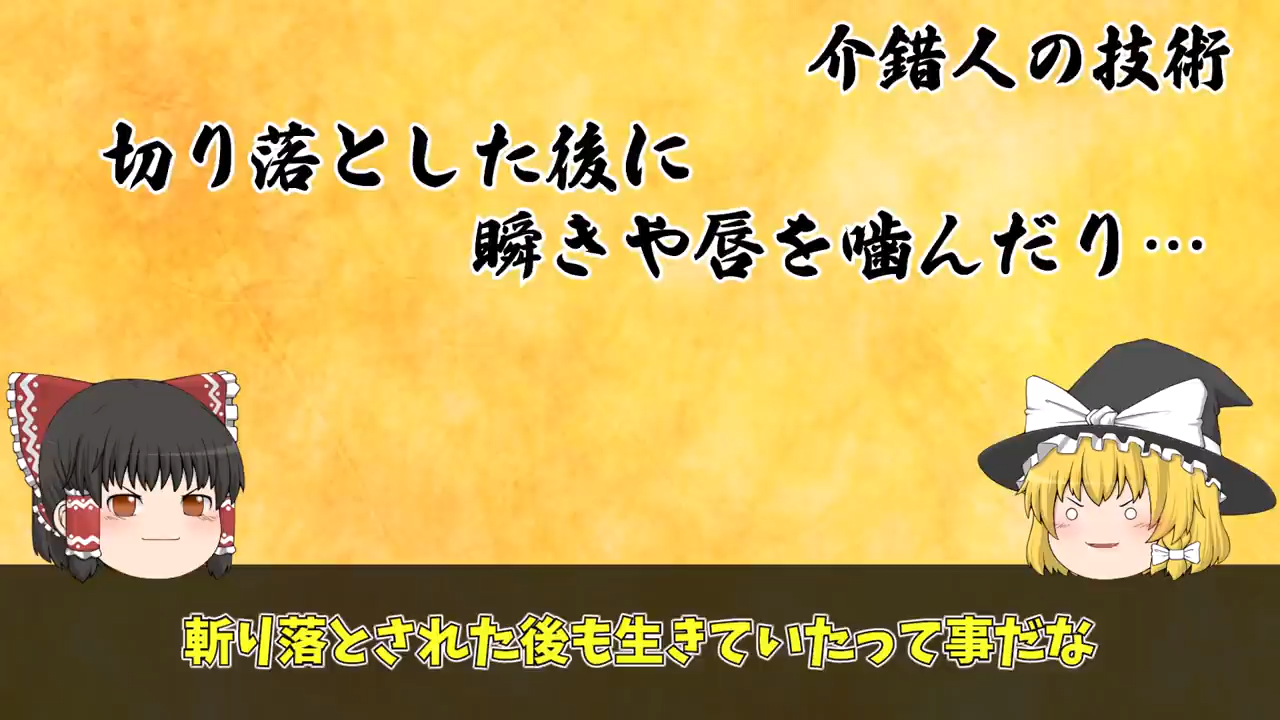 介錯人の技術
切り落とした後に
瞬きや唇を噛んだり…
斬り落とされた後も生きていたって事だな